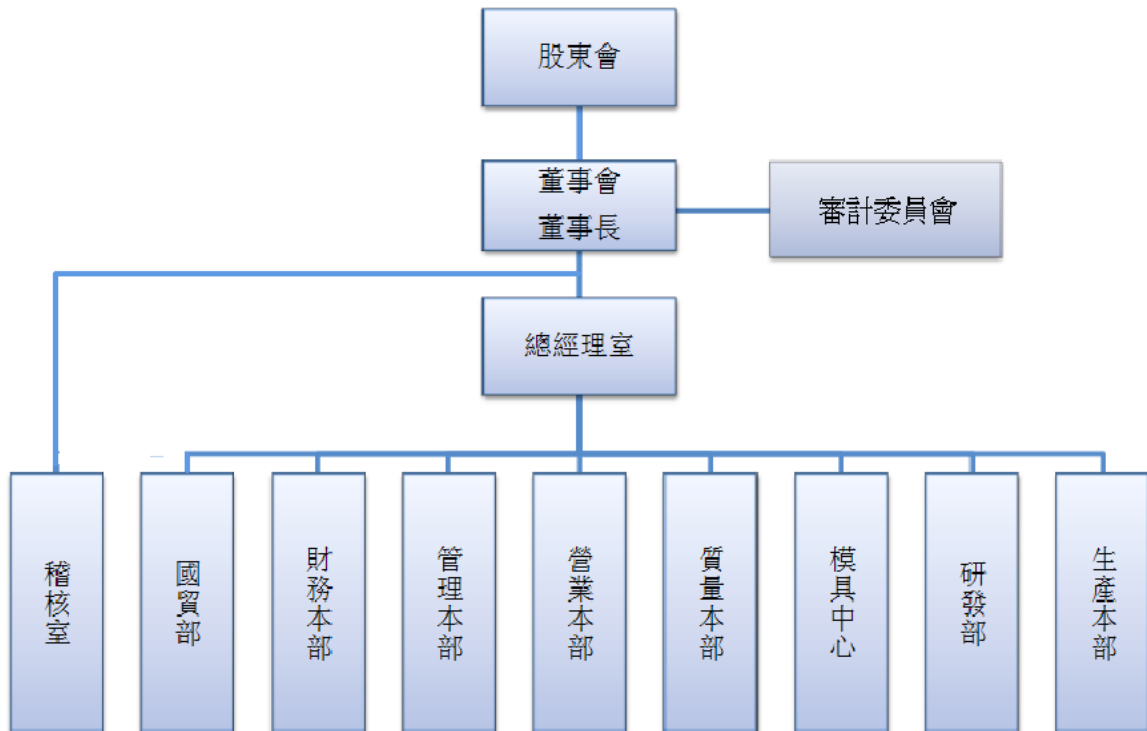 股東會
董事會
董事長
審計委員會
總經理室
稽核室
國貿部
財務本部
管理本部
營業本部
質量本部
模具中心
研發部
生產本部